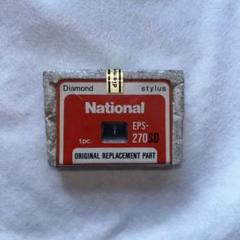 Diamond stylus
National
EPS-
1pc. 270SD
ORIGINAL REPLACEMENT PART